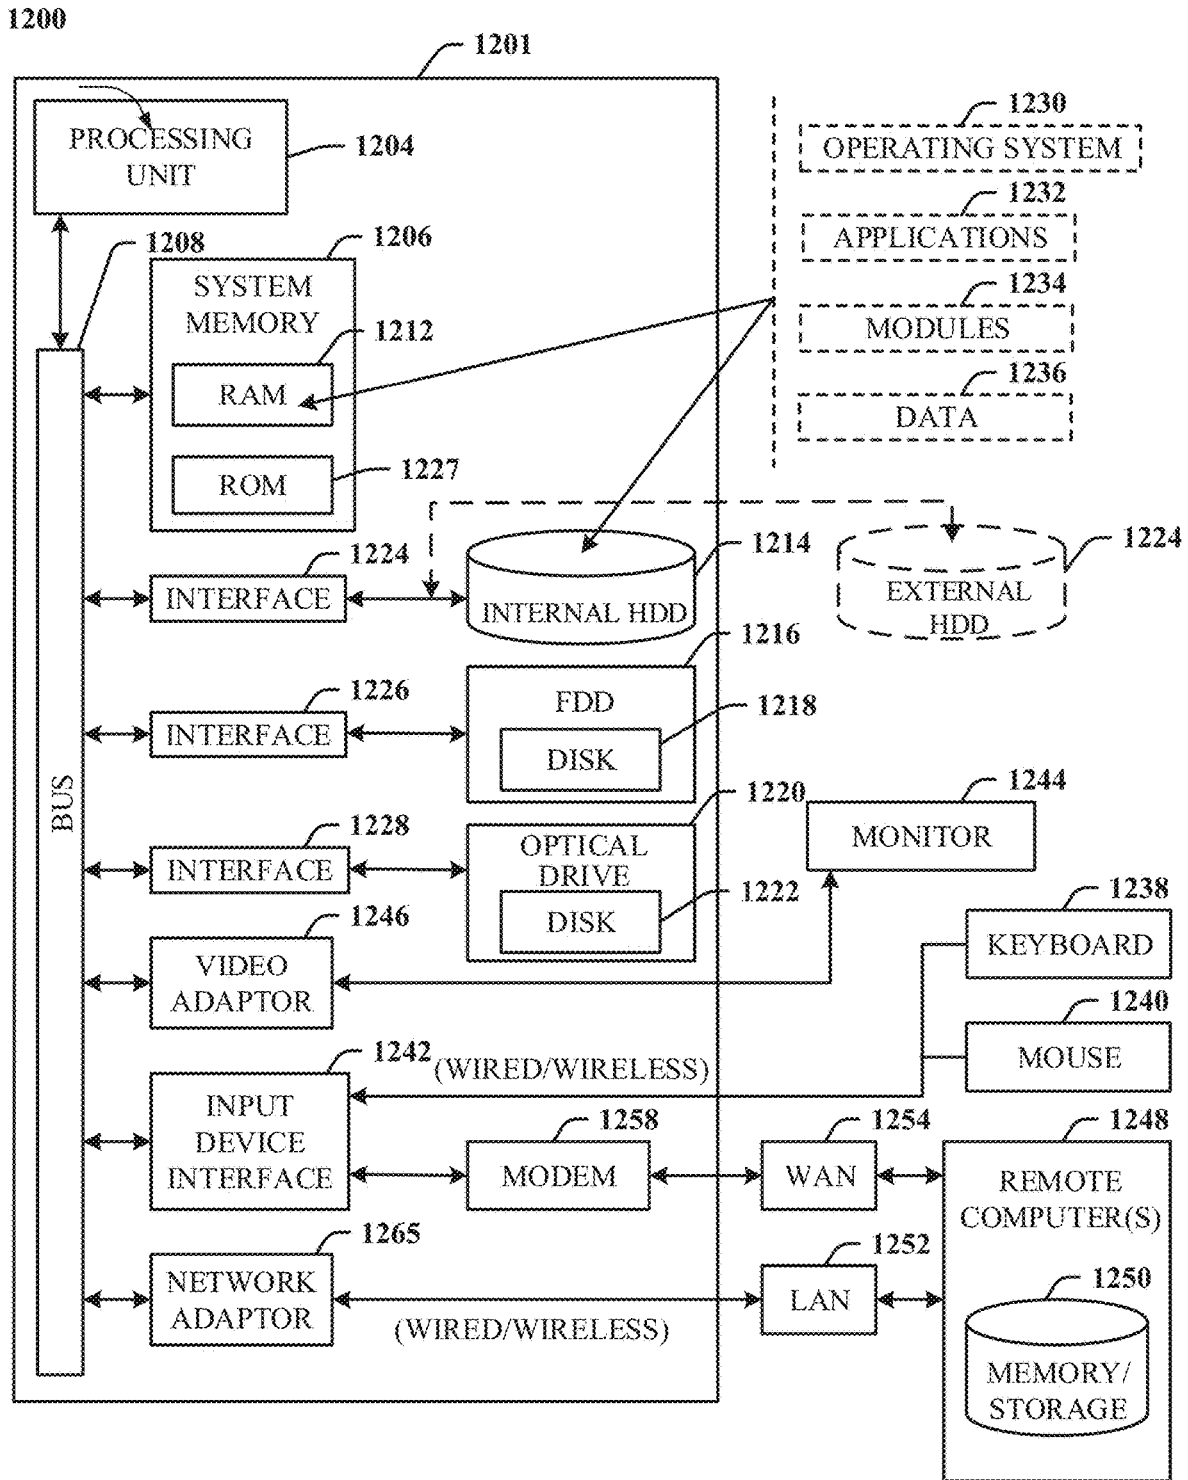 1200
1201
PROCESSING
UNIT
1204
1230
OPERATING SYSTEM
1232
APPLICATIONS
1234
MODULES
1236
DATA
1208
1206
SYSTEM
MEMORY
1212
RAM
1227
ROM
1224
INTERFACE
1214
INTERNAL HDD
1224
EXTERNAL
HDD
1226
INTERFACE
1216
FDD
1218
DISK
BUS
1228
INTERFACE
1220
OPTICAL
DRIVE
1222
DISK
1244
MONITOR
1246
VIDEO
ADAPTOR
1238
KEYBOARD
1240
MOUSE
1242
INPUT
DEVICE
INTERFACE
(WIRED/WIRELESS)
1258
MODEM
1254
WAN
1248
REMOTE
COMPUTER(S)
1265
NETWORK
ADAPTOR
(WIRED/WIRELESS)
1252
LAN
1250
MEMORY/
STORAGE